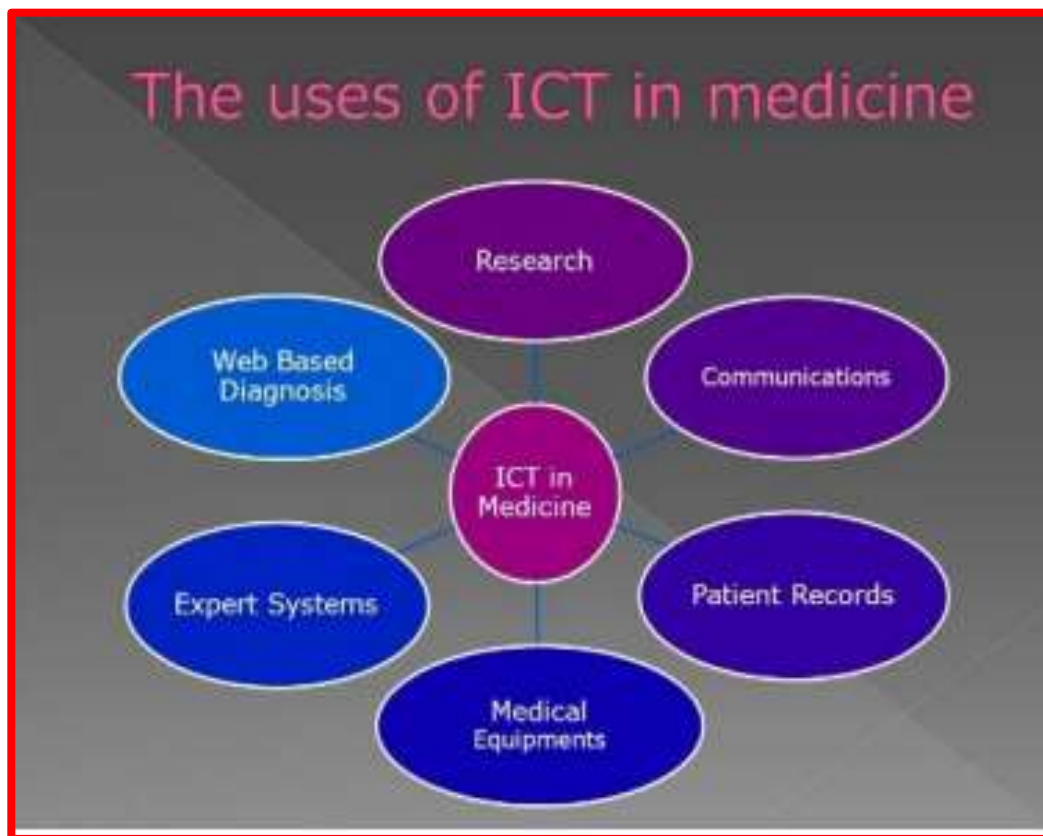 The uses of ICT in medicine
Research
Communications
Patient Records
Medical
Equipments
Expert Systems
Web Based
Diagnosis
ICT in
Medicine